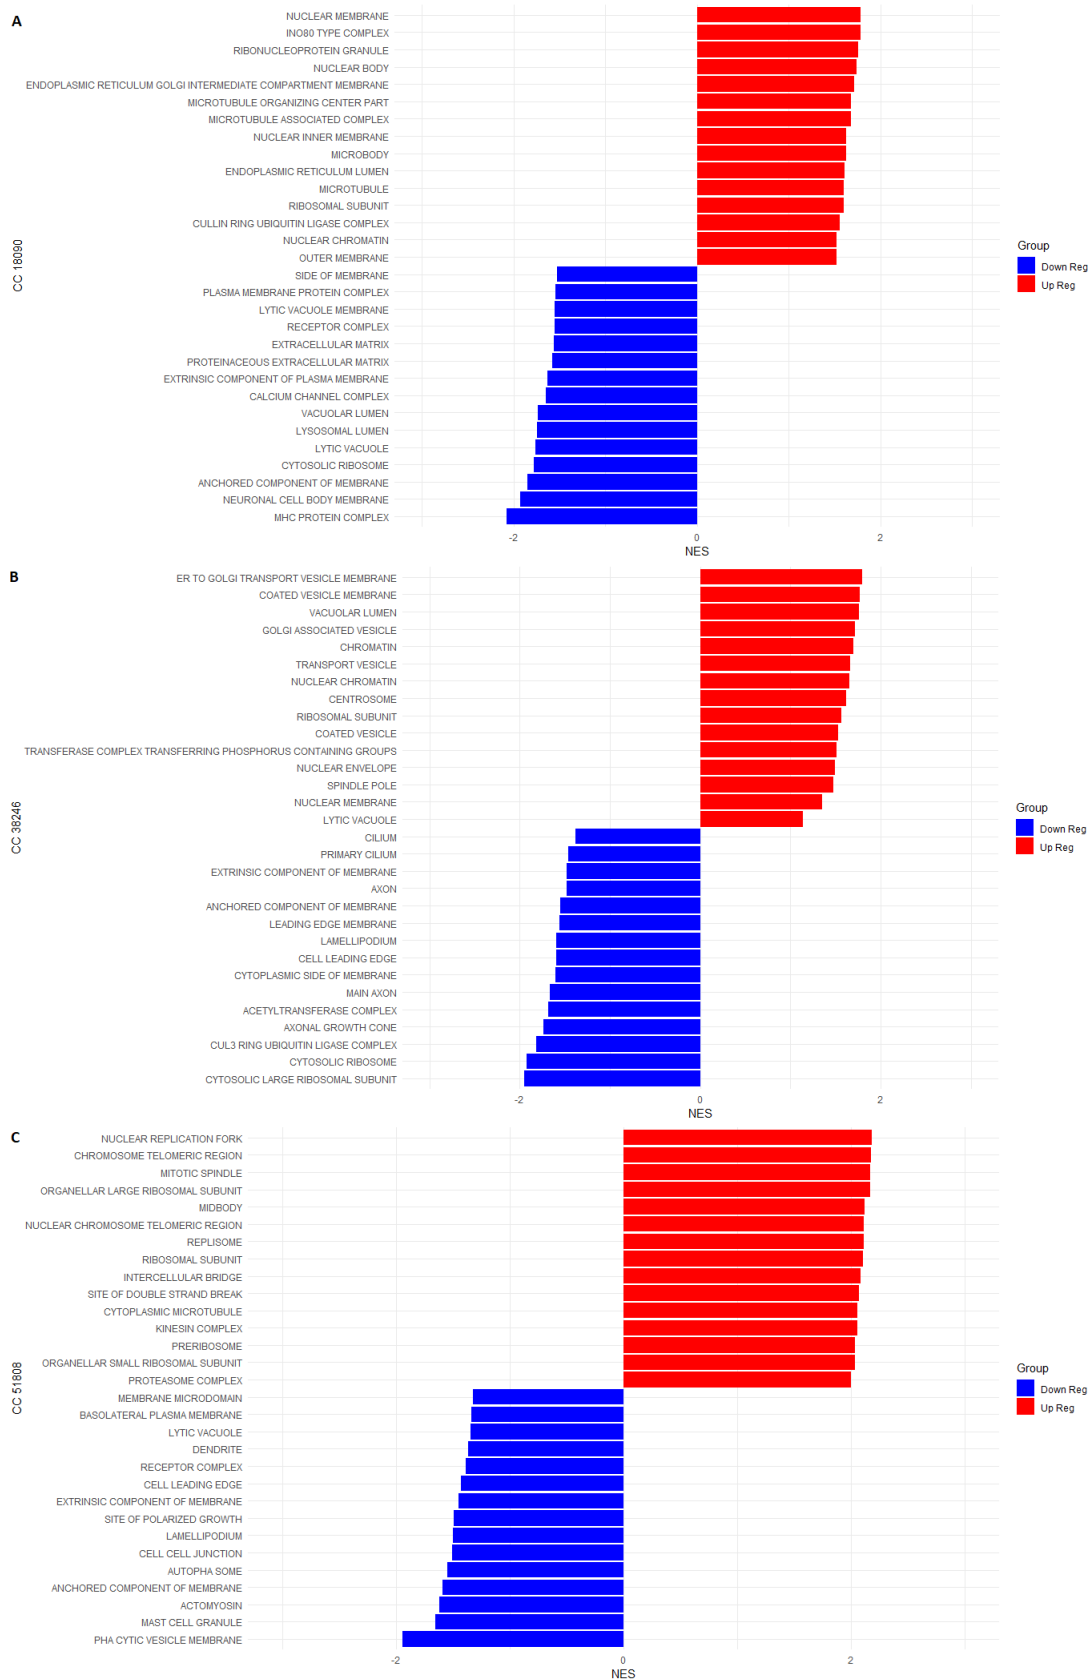 A
NUCLEAR MEMBRANE
INO80 TYPE COMPLEX
RIBONUCLEOPROTEIN GRANULE
NUCLEAR BODY
ENDOPLASMIC RETICULUM GOLGI INTERMEDIATE COMPARTMENT MEMBRANE
MICROTUBULE ORGANIZING CENTER PART
MICROTUBULE ASSOCIATED COMPLEX
NUCLEAR INNER MEMBRANE
MICROBODY
ENDOPLASMIC RETICULUM LUMEN
MICROTUBULE
RIBOSOMAL SUBUNIT
CULLIN RING UBIQUITIN LIGASE COMPLEX
NUCLEAR CHROMATIN
OUTER MEMBRANE
SIDE OF MEMBRANE
PLASMA MEMBRANE PROTEIN COMPLEX
LYTIC VACUOLE MEMBRANE
RECEPTOR COMPLEX
EXTRACELLULAR MATRIX
PROTEINACEOUS EXTRACELLULAR MATRIX
EXTRINSIC COMPONENT OF PLASMA MEMBRANE
CALCIUM CHANNEL COMPLEX
VACUOLAR LUMEN
LYSOSOMAL LUMEN
LYTIC VACUOLE
CYTOSOLIC RIBOSOME
ANCHORED COMPONENT OF MEMBRANE
NEURONAL CELL BODY MEMBRANE
MHC PROTEIN COMPLEX
CC 18090
-2 0 2
NES
Group
Down Reg
Up Reg
B
ER TO GOLGI TRANSPORT VESICLE MEMBRANE
COATED VESICLE MEMBRANE
VACUOLAR LUMEN
GOLGI ASSOCIATED VESICLE
CHROMATIN
TRANSPORT VESICLE
NUCLEAR CHROMATIN
CENTROSOME
RIBOSOMAL SUBUNIT
COATED VESICLE
TRANSFERASE COMPLEX TRANSFERRING PHOSPHORUS CONTAINING GROUPS
NUCLEAR ENVELOPE
SPINDLE POLE
NUCLEAR MEMBRANE
LYTIC VACUOLE
CILIUM
PRIMARY CILIUM
EXTRINSIC COMPONENT OF MEMBRANE
AXON
ANCHORED COMPONENT OF MEMBRANE
LEADING EDGE MEMBRANE
LAMELLIPODIUM
CELL LEADING EDGE
CYTOPLASMIC SIDE OF MEMBRANE
MAIN AXON
ACETYLTRANSFERASE COMPLEX
AXONAL GROWTH CONE
CUL3 RING UBIQUITIN LIGASE COMPLEX
CYTOSOLIC RIBOSOME
CYTOSOLIC LARGE RIBOSOMAL SUBUNIT
CC 38246
-2 0 2
NES
Group
Down Reg
Up Reg
C
NUCLEAR REPLICATION FORK
CHROMOSOME TELOMERIC REGION
MITOTIC SPINDLE
ORGANELLAR LARGE RIBOSOMAL SUBUNIT
MIDBODY
NUCLEAR CHROMOSOME TELOMERIC REGION
REPLISOME
RIBOSOMAL SUBUNIT
INTERCELLULAR BRIDGE
SITE OF DOUBLE STRAND BREAK
CYTOPLASMIC MICROTUBULE
KINESIN COMPLEX
PRERIBOSOME
ORGANELLAR SMALL RIBOSOMAL SUBUNIT
PROTEASOME COMPLEX
MEMBRANE MICRODOMAIN
BASOLATERAL PLASMA MEMBRANE
LYTIC VACUOLE
DENDRITE
RECEPTOR COMPLEX
CELL LEADING EDGE
EXTRINSIC COMPONENT OF MEMBRANE
SITE OF POLARIZED GROWTH
LAMELLIPODIUM
CELL CELL JUNCTION
AUTOPHA SOME
ANCHORED COMPONENT OF MEMBRANE
ACTOMYOSIN
MAST CELL GRANULE
PHA CYTIC VESICLE MEMBRANE
CC 51808
-2 0 2
NES
Group
Down Reg
Up Reg